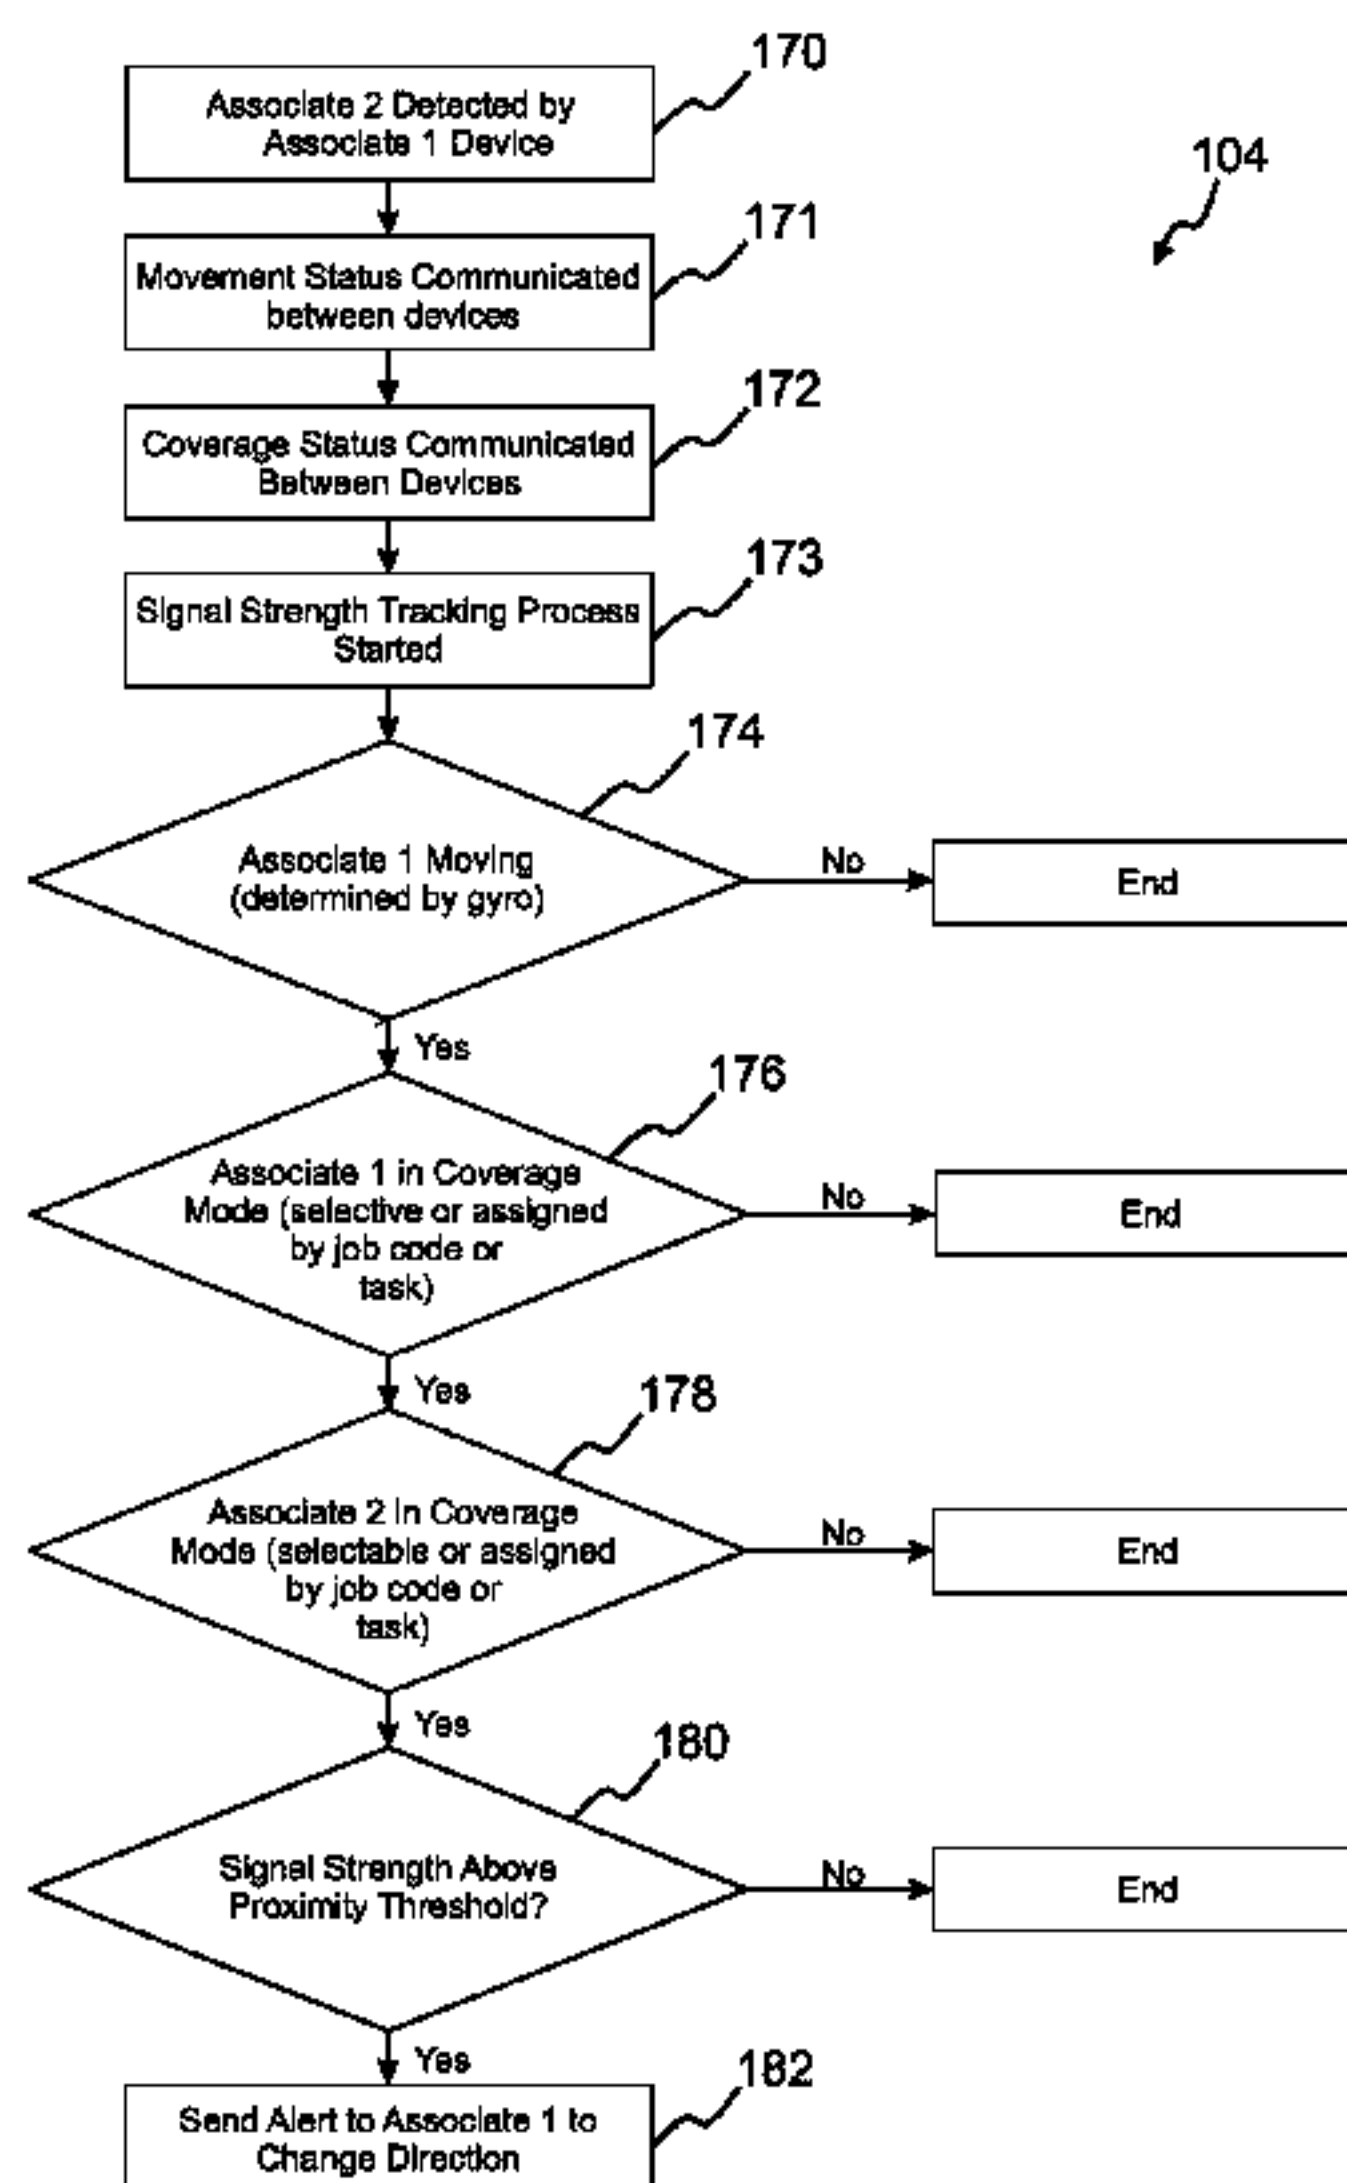 170
Associate 2 Detected by
Associate 1 Device
104
171
Movement Status Communicated
between devices
172
Coverage Status Communicated
Between Devices
173
Signal Strength Tracking Process
Started
174
Associate 1 Moving
(determined by gyro)
No
End
Yes
176
Associate 1 in Coverage
Mode (selective or assigned
by job code or
task)
No
End
Yes
178
Associate 2 in Coverage
Mode (selectable or assigned
by job code or
task)
No
End
Yes
180
Signal Strength Above
Proximity Threshold?
No
End
Yes
182
Send Alert to Associate 1 to
Change Direction